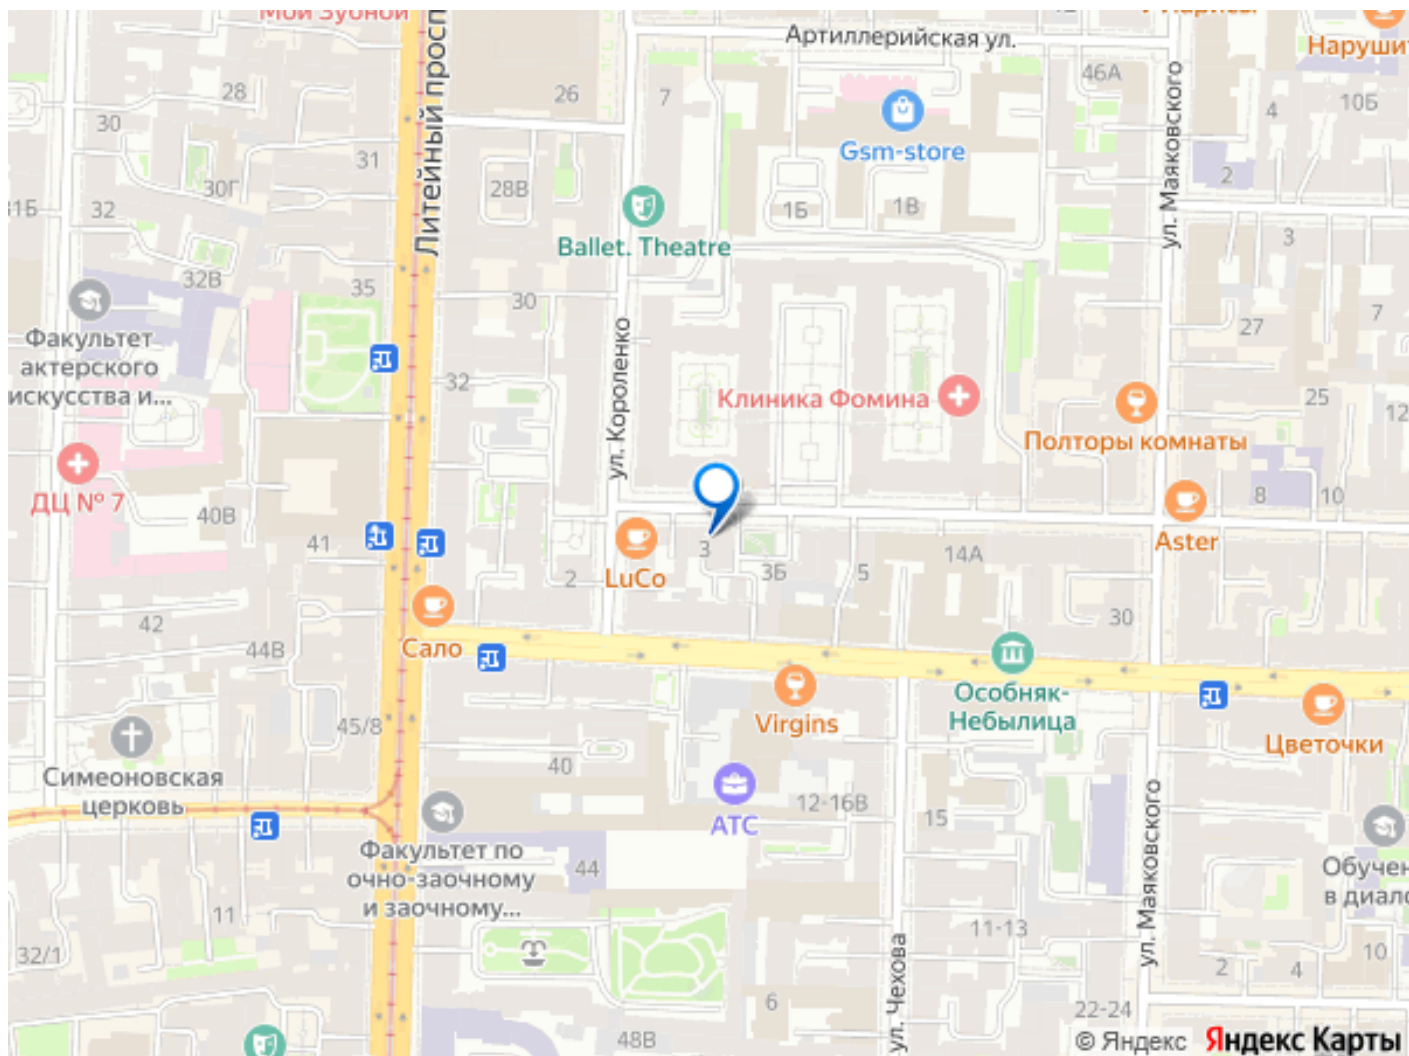 Мой Зубной
Литейный просп
Артиллерийская ул.
Наруши
46А
10Б
4
28
26
7
30
31
Gsm-store
ул. Маяковского
2
30Г
28В
1Б
1В
31Б
32
Ballet. Theatre
3
32В
35
30
7
27
Факультет
актерского
искусства и...
ул. Короленко
32
Клиника Фомина
25
12
Полторы комнаты
ДЦ № 7
40В
41
8
10
Aster
3
3Б
5
14А
LuCo
2
42
30
44В
Сало
Особняк-
Небылица
Virgins
45/8
Цветочки
Симеоновская
церковь
40
АТС
12-16В
15
ул. Маяковского
Факультет по
очно-заочному
и заочному...
44
Обучен
в диало
11
11-13
32/1
ул. Чехова
10
2
4
6
22-24
48В
© Яндекс Яндекс Карты